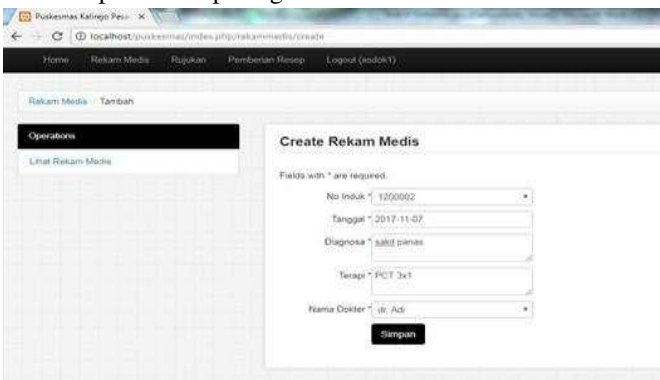 Puskesmas Kalirejo Pesa
localhost/puskesmas/index.php/rekammedis/create
Home Rekam Medis Rujukan Pemberian Resep Logout (asdok1)
Rekam Medis Tambah
Operations
Lihat Rekam Medis
Create Rekam Medis
Fields with * are required.
No Induk * 1200002
Tanggal * 2017-11-07
Diagnosa * sakit panas
Terapi * PCT 3x1
Nama Dokter * dr. Adi
Simpan